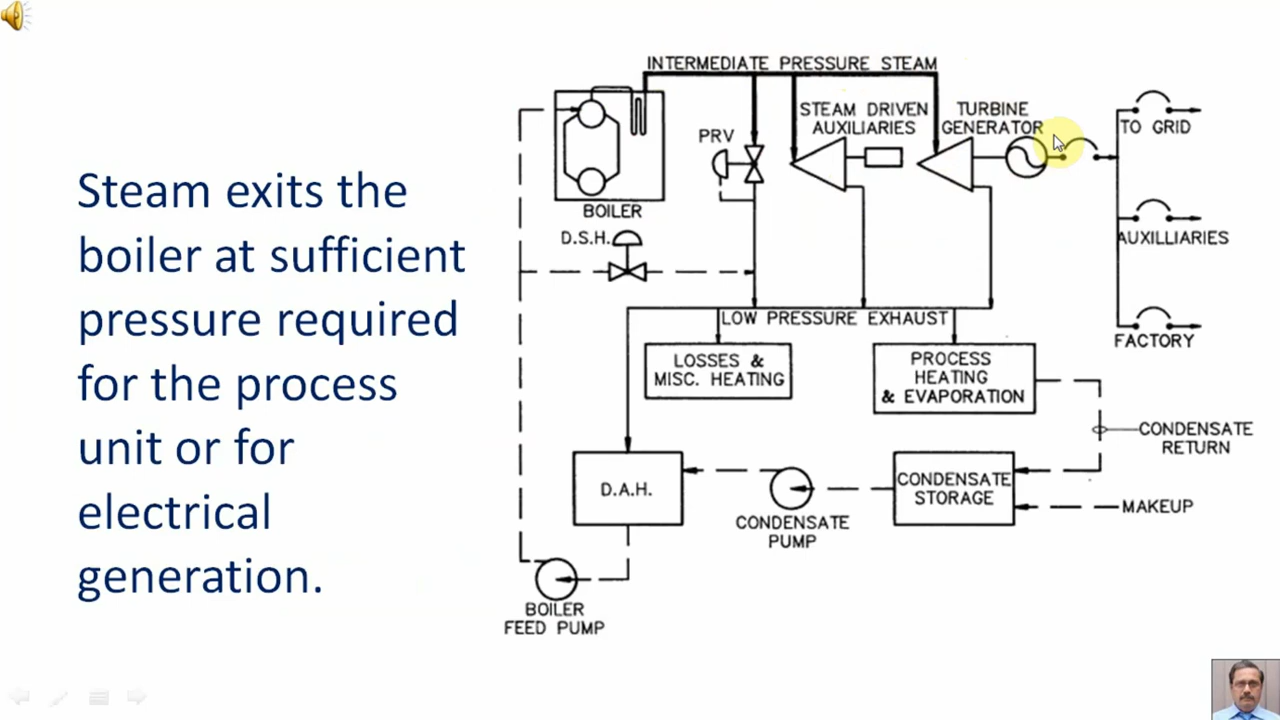 Steam exits the
boiler at sufficient
pressure required
for the process
unit or for
electrical
generation.
INTERMEDIATE PRESSURE STEAM
STEAM DRIVEN
AUXILIARIES
TURBINE
GENERATOR
TO GRID
PRV
BOILER
D.S.H.
AUXILLIARIES
LOW PRESSURE EXHAUST
FACTORY
LOSSES &
MISC. HEATING
PROCESS
HEATING
& EVAPORATION
CONDENSATE
RETURN
D.A.H.
CONDENSATE
STORAGE
MAKEUP
CONDENSATE
PUMP
BOILER
FEED PUMP